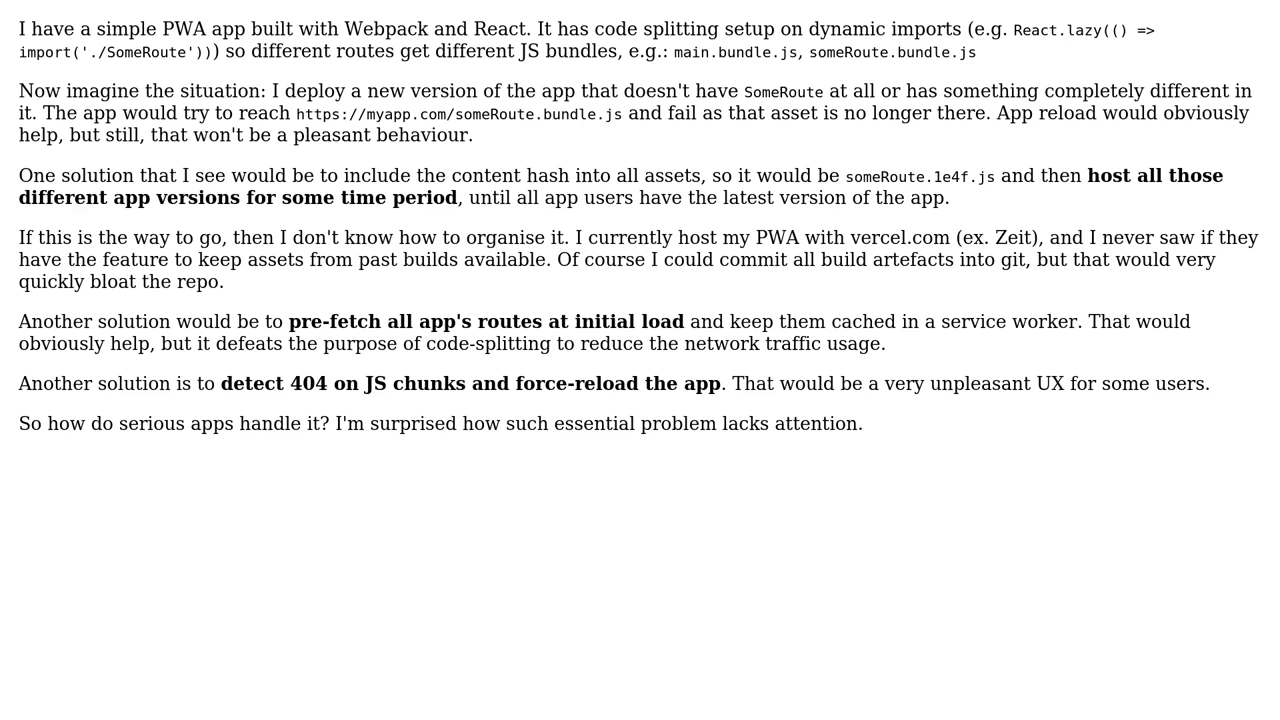 I have a simple PWA app built with Webpack and React. It has code splitting setup on dynamic imports (e.g. React.lazy(() =>
import('./SomeRoute'))) so different routes get different JS bundles, e.g.: main.bundle.js, someRoute.bundle.js
Now imagine the situation: I deploy a new version of the app that doesn't have SomeRoute at all or has something completely different in
it. The app would try to reach https://myapp.com/someRoute.bundle.js and fail as that asset is no longer there. App reload would obviously
help, but still, that won't be a pleasant behaviour.
One solution that I see would be to include the content hash into all assets, so it would be someRoute.1e4f.js and then host all those
different app versions for some time period, until all app users have the latest version of the app.
If this is the way to go, then I don't know how to organise it. I currently host my PWA with vercel.com (ex. Zeit), and I never saw if they
have the feature to keep assets from past builds available. Of course I could commit all build artefacts into git, but that would very
quickly bloat the repo.
Another solution would be to pre-fetch all app's routes at initial load and keep them cached in a service worker. That would
obviously help, but it defeats the purpose of code-splitting to reduce the network traffic usage.
Another solution is to detect 404 on JS chunks and force-reload the app. That would be a very unpleasant UX for some users.
So how do serious apps handle it? I'm surprised how such essential problem lacks attention.